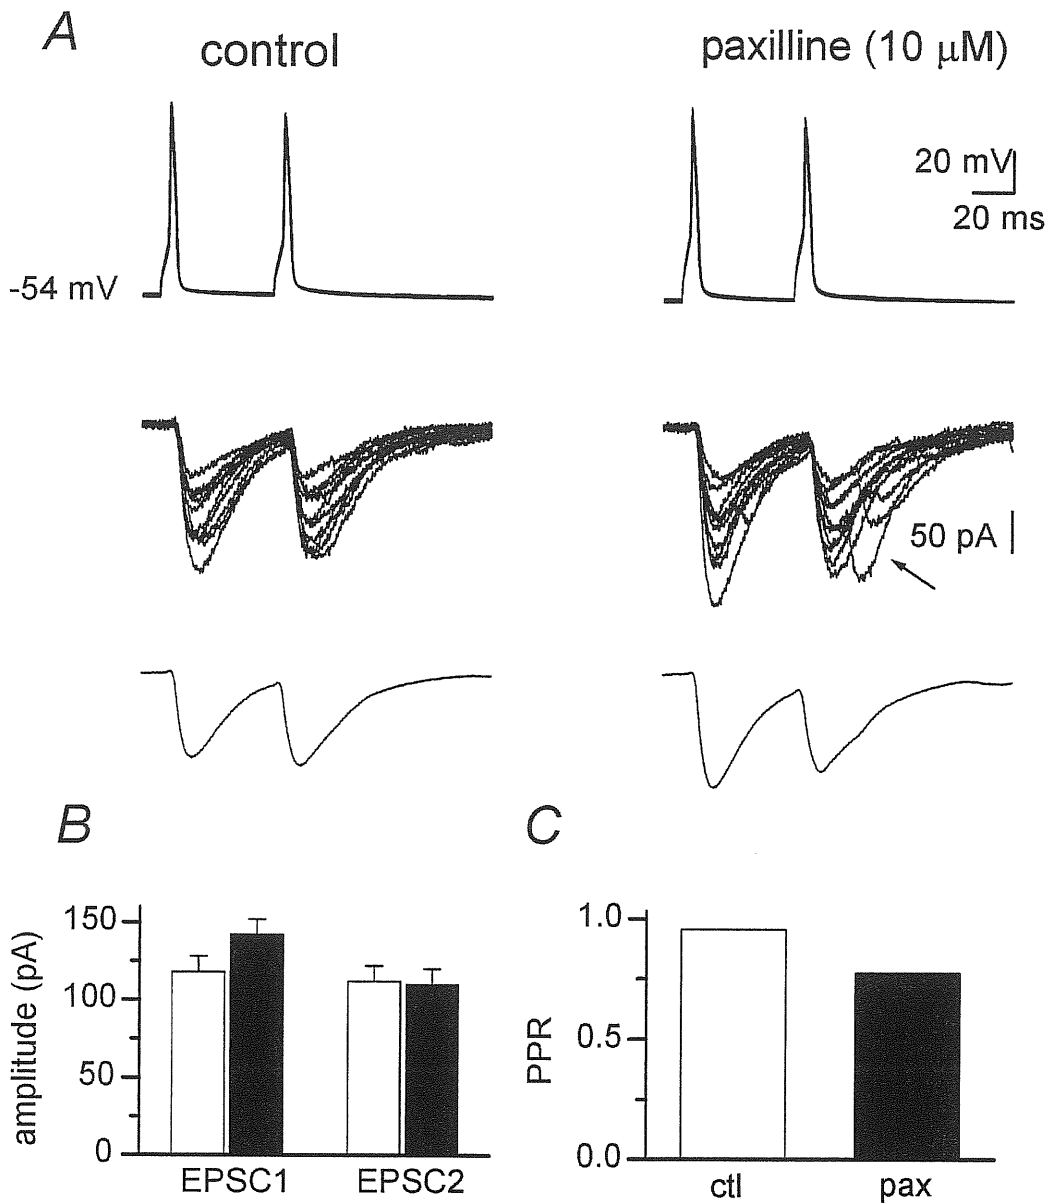 A
control
paxilline (10 µM)
20 mV
20 ms
-54 mV
50 pA
B
C
amplitude (pA)
150
100
50
0
EPSC1
EPSC2
PPR
1.0
0.5
0.0
ctl
pax